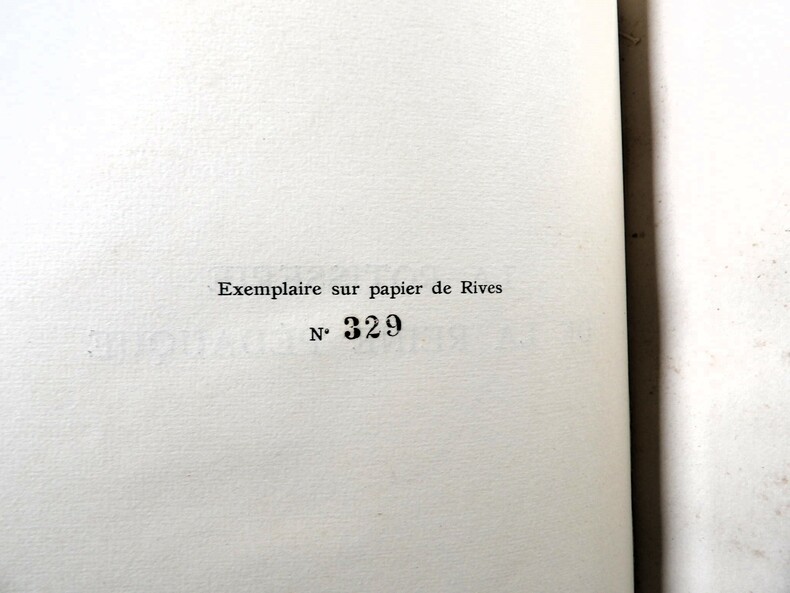 Exemplaire sur papier de Rives
N° 329